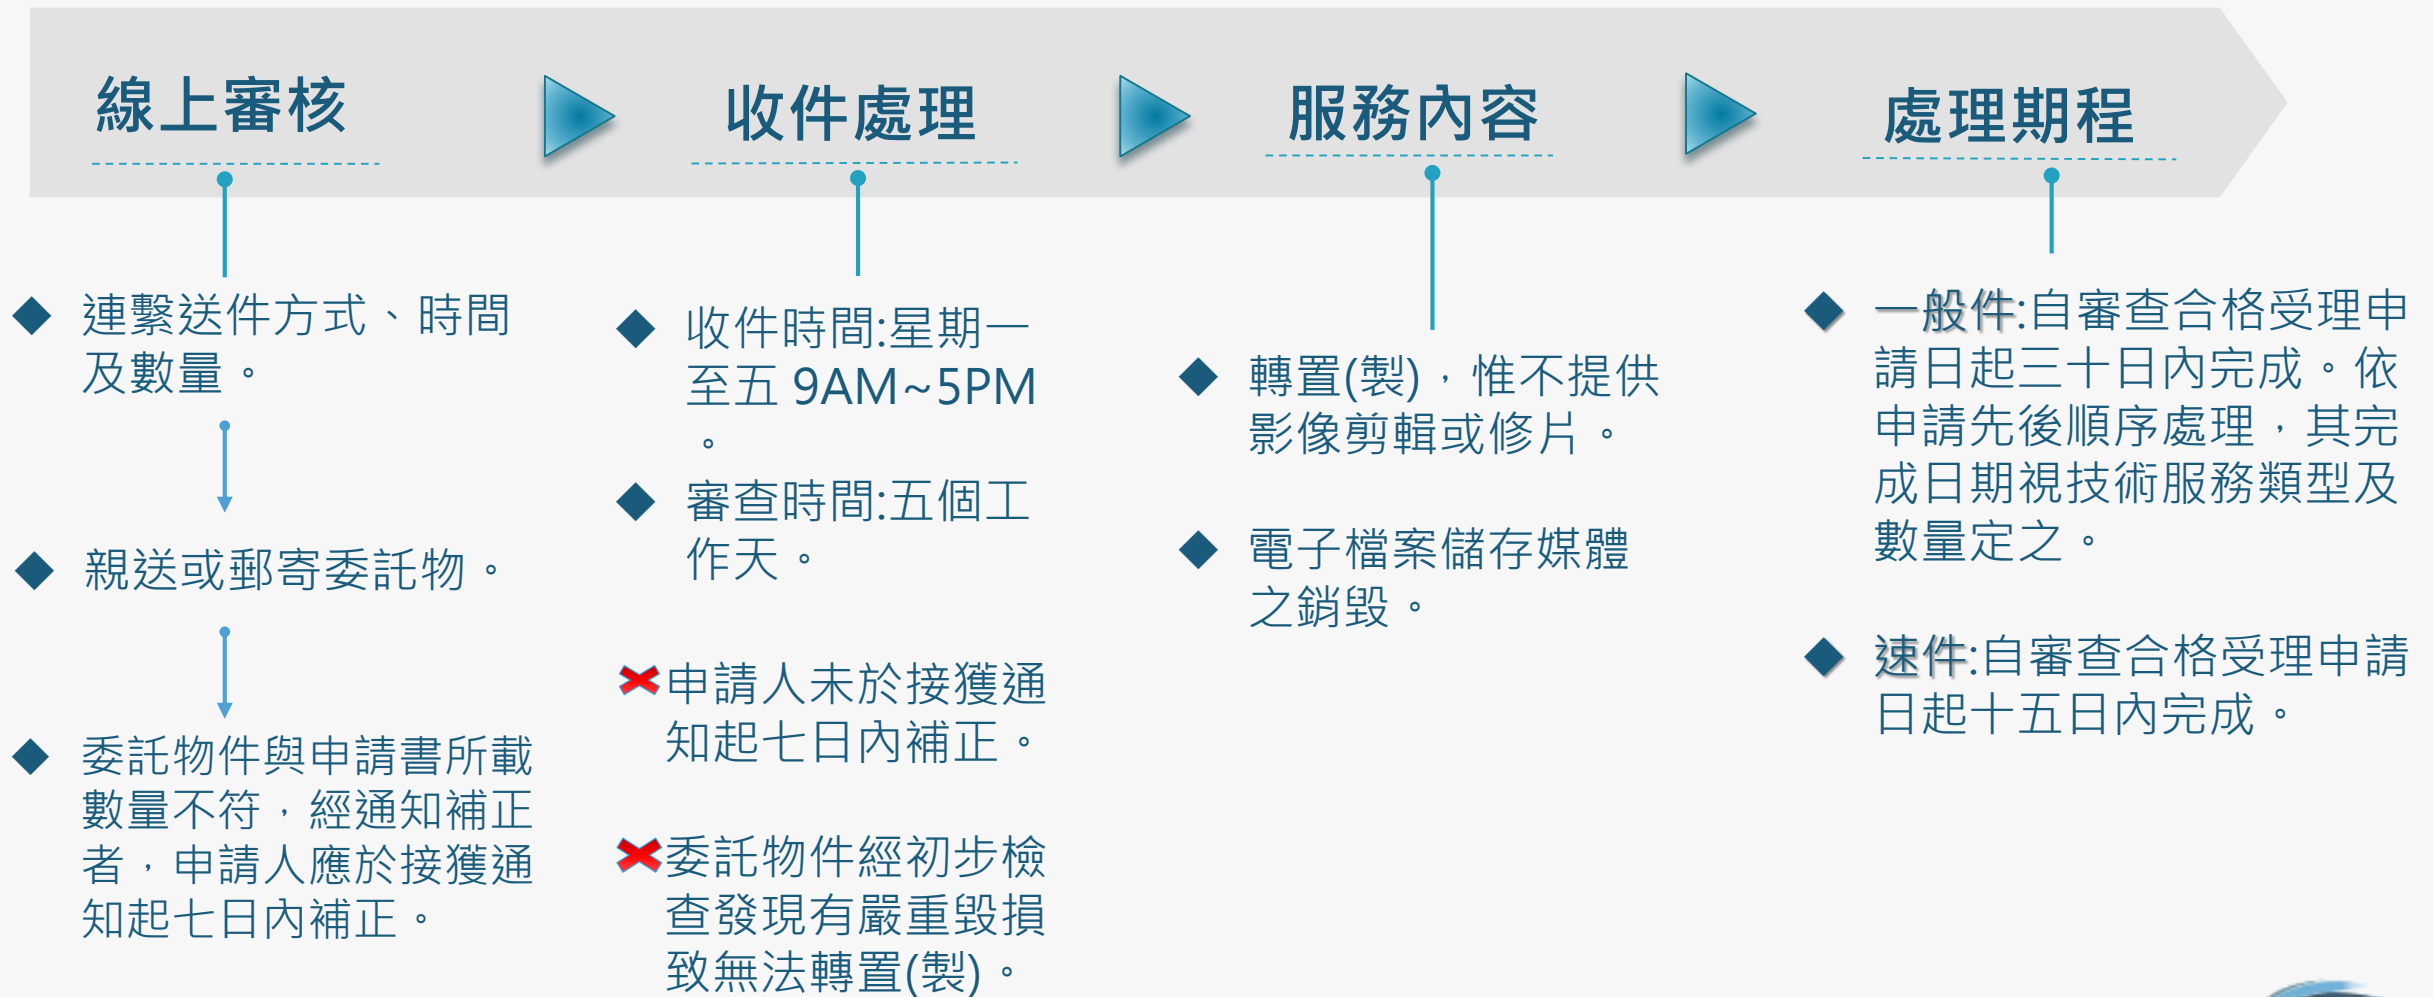 線上審核
收件處理
服務內容
處理期程
連繫送件方式、時間
及數量。
親送或郵寄委託物。
委託物件與申請書所載
數量不符，經通知補正
者，申請人應於接獲通
知起七日內補正。
收件時間:星期一
至五 9AM~5PM
。
審查時間:五個工
作天。
申請人未於接獲通
知起七日內補正。
委託物件經初步檢
查發現有嚴重毀損
致無法轉置(製)。
轉置(製)，惟不提供
影像剪輯或修片。
電子檔案儲存媒體
之銷毀。
一般件:自審查合格受理申
請日起三十日內完成。依
申請先後順序處理，其完
成日期視技術服務類型及
數量定之。
速件:自審查合格受理申請
日起十五日內完成。